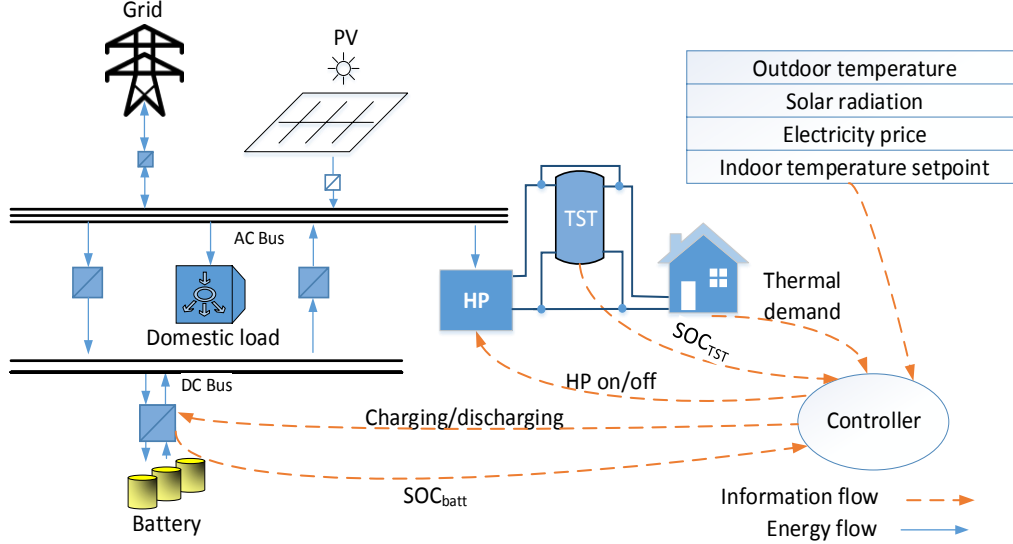 Grid
PV
Outdoor temperature
Solar radiation
Electricity price
Indoor temperature setpoint
AC Bus
TST
HP
Domestic load
Thermal
demand
SOCTST
HP on/off
DC Bus
Charging/discharging
Controller
SOCbatt
Battery
Information flow
Energy flow